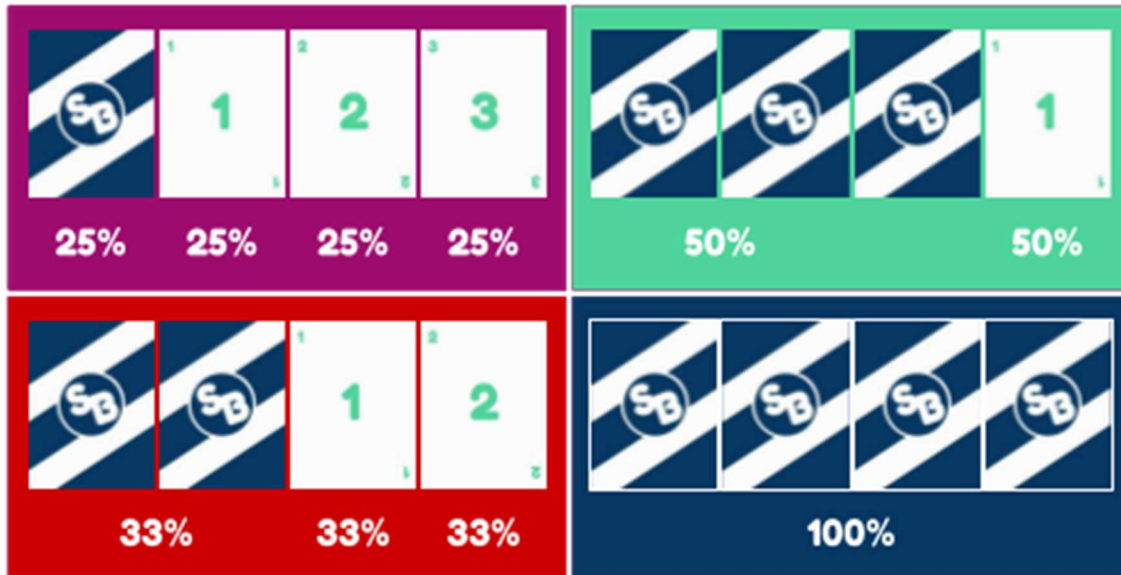 SB 1 1 1 2 2 2 3 3 3
25% 25% 25% 25%
SB SB SB 1 1 1
50% 50%
SB SB 1 1 1 2 2 2
33% 33% 33%
SB SB SB SB
100%